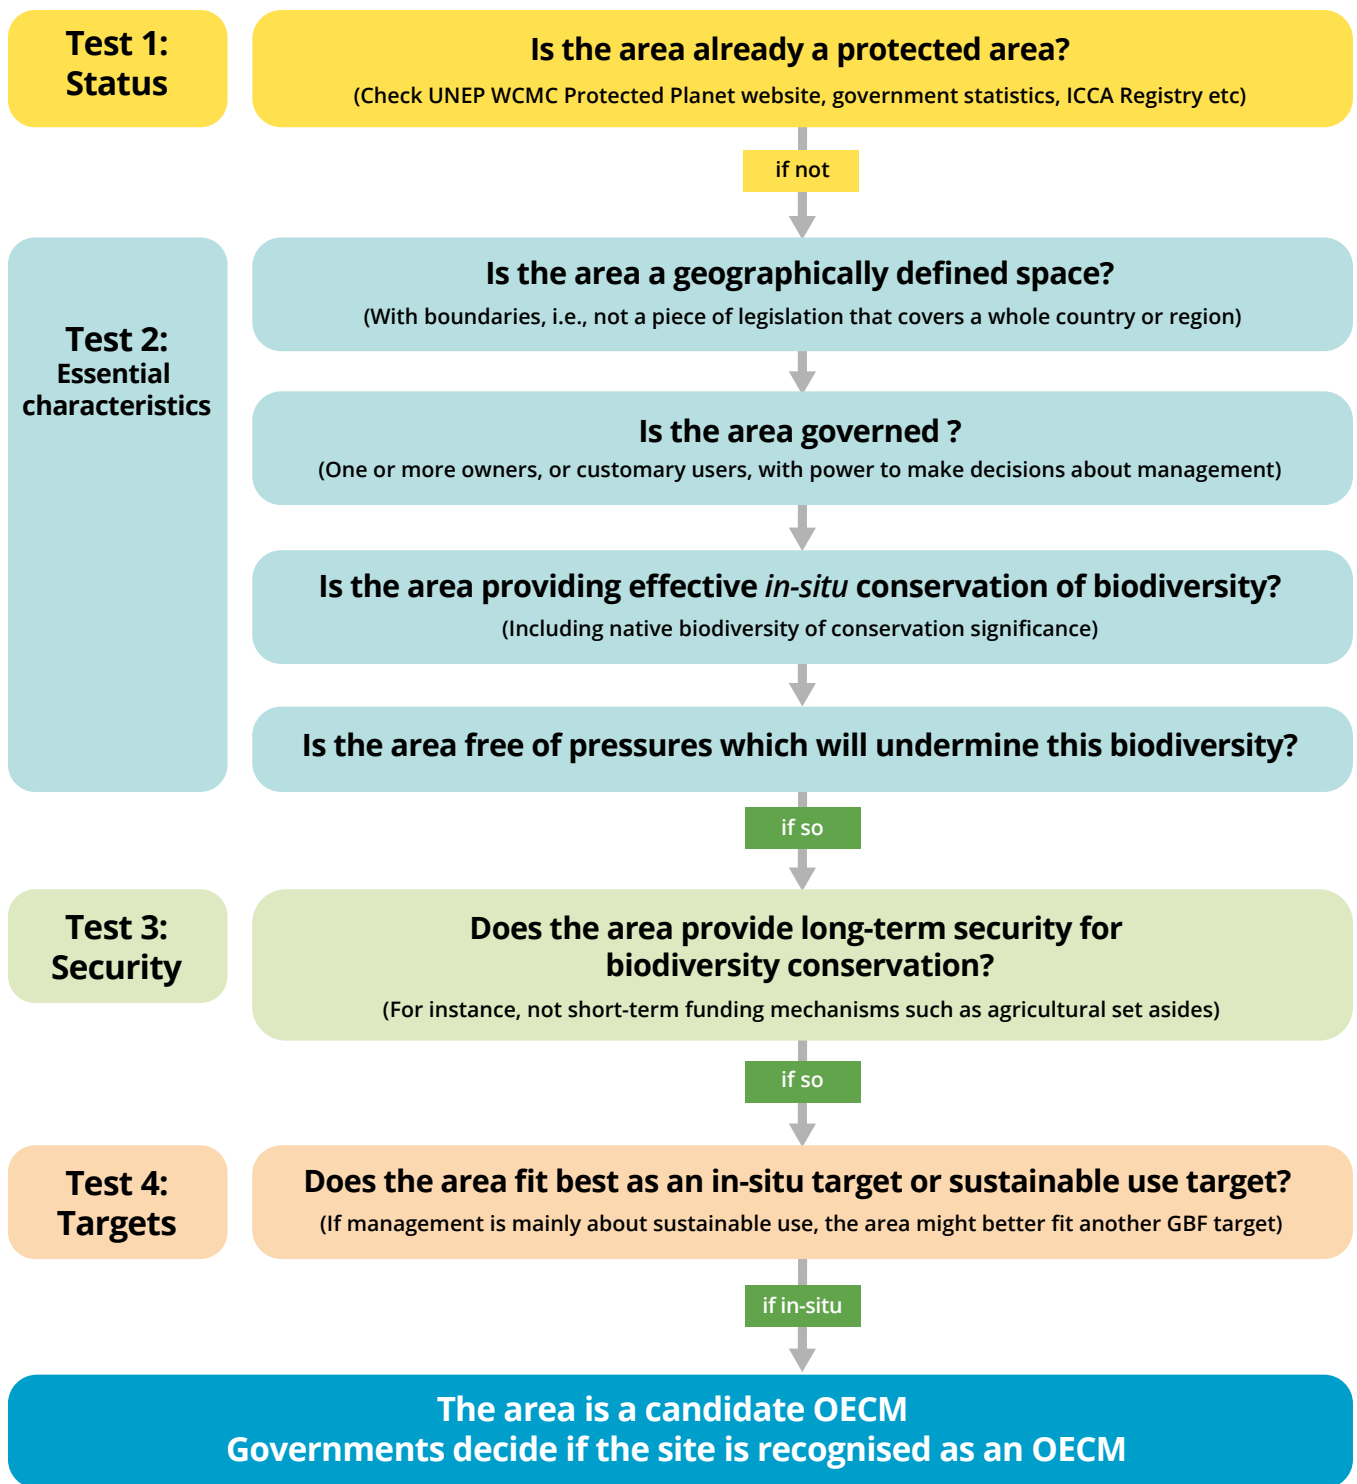 Test 1:
Status
Is the area already a protected area?
(Check UNEP WCMC Protected Planet website, government statistics, ICCA Registry etc)
if not
Test 2:
Essential
characteristics
Is the area a geographically defined space?
(With boundaries, i.e., not a piece of legislation that covers a whole country or region)
Is the area governed ?
(One or more owners, or customary users, with power to make decisions about management)
Is the area providing effective in-situ conservation of biodiversity?
(Including native biodiversity of conservation significance)
Is the area free of pressures which will undermine this biodiversity?
if so
Test 3:
Security
Does the area provide long-term security for
biodiversity conservation?
(For instance, not short-term funding mechanisms such as agricultural set asides)
if so
Test 4:
Targets
Does the area fit best as an in-situ target or sustainable use target?
(If management is mainly about sustainable use, the area might better fit another GBF target)
if in-situ
The area is a candidate OECM
Governments decide if the site is recognised as an OECM